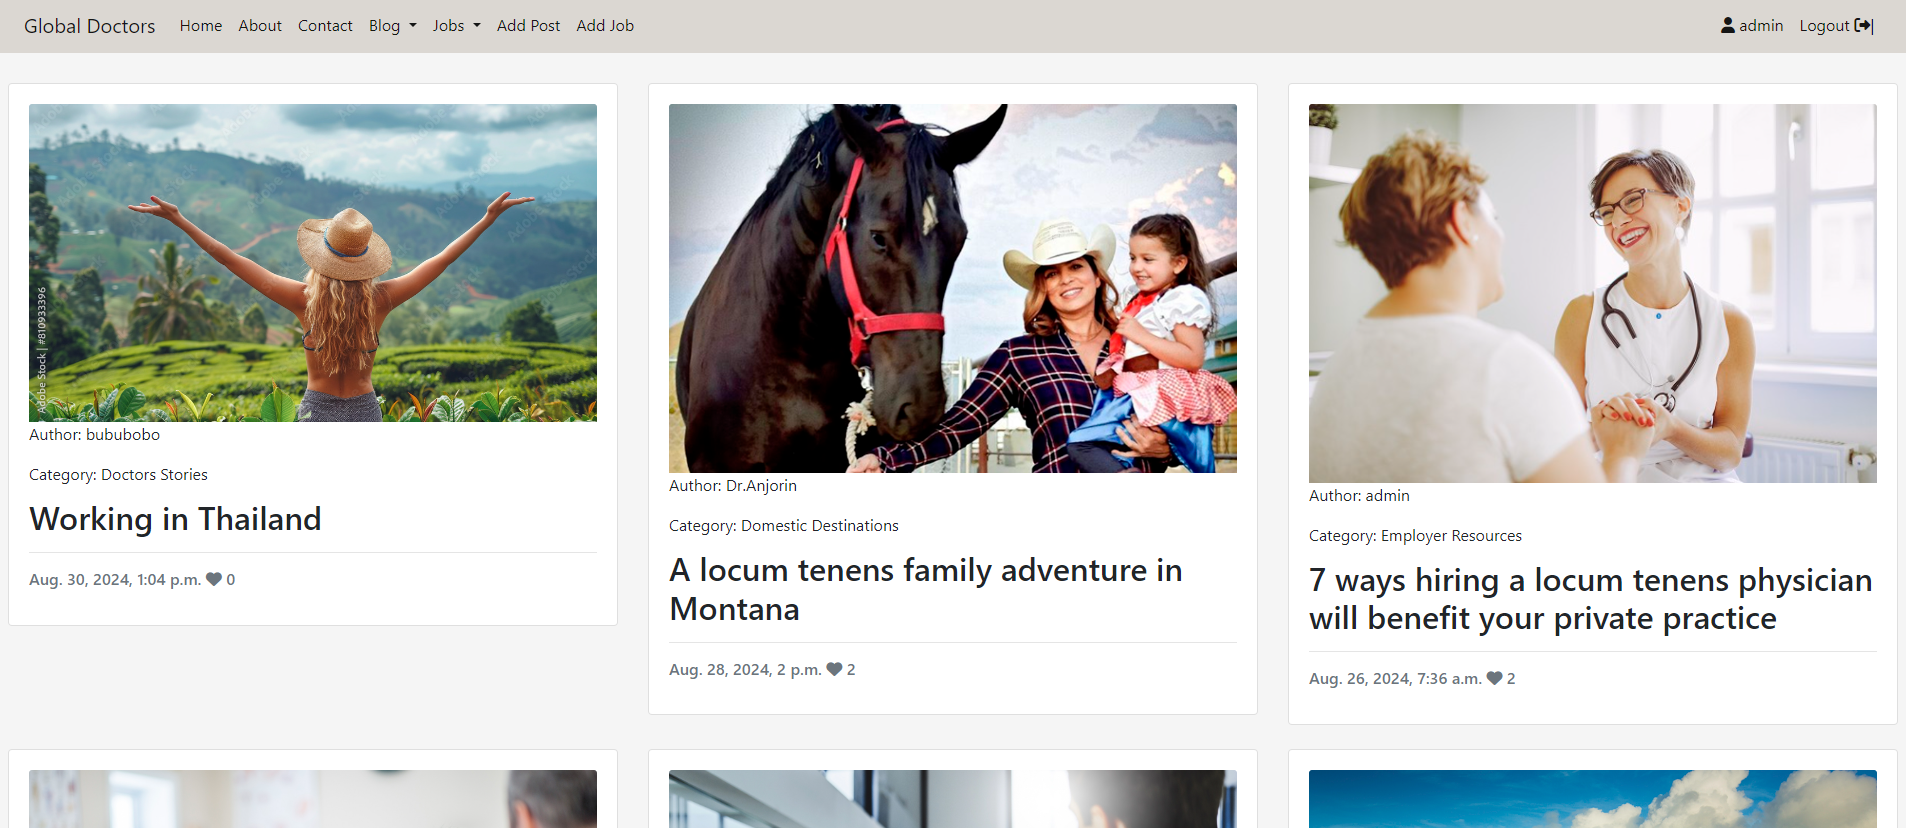 Global Doctors Home About Contact Blog Jobs Add Post Add Job admin Logout
Adobe Stock | #810933396
Author: bububobo
Category: Doctors Stories
Working in Thailand
Aug. 30, 2024, 1:04 p.m. 0
Author: Dr.Anjorin
Category: Domestic Destinations
A locum tenens family adventure in
Montana
Aug. 28, 2024, 2 p.m. 2
Author: admin
Category: Employer Resources
7 ways hiring a locum tenens physician
will benefit your private practice
Aug. 26, 2024, 7:36 a.m. 2